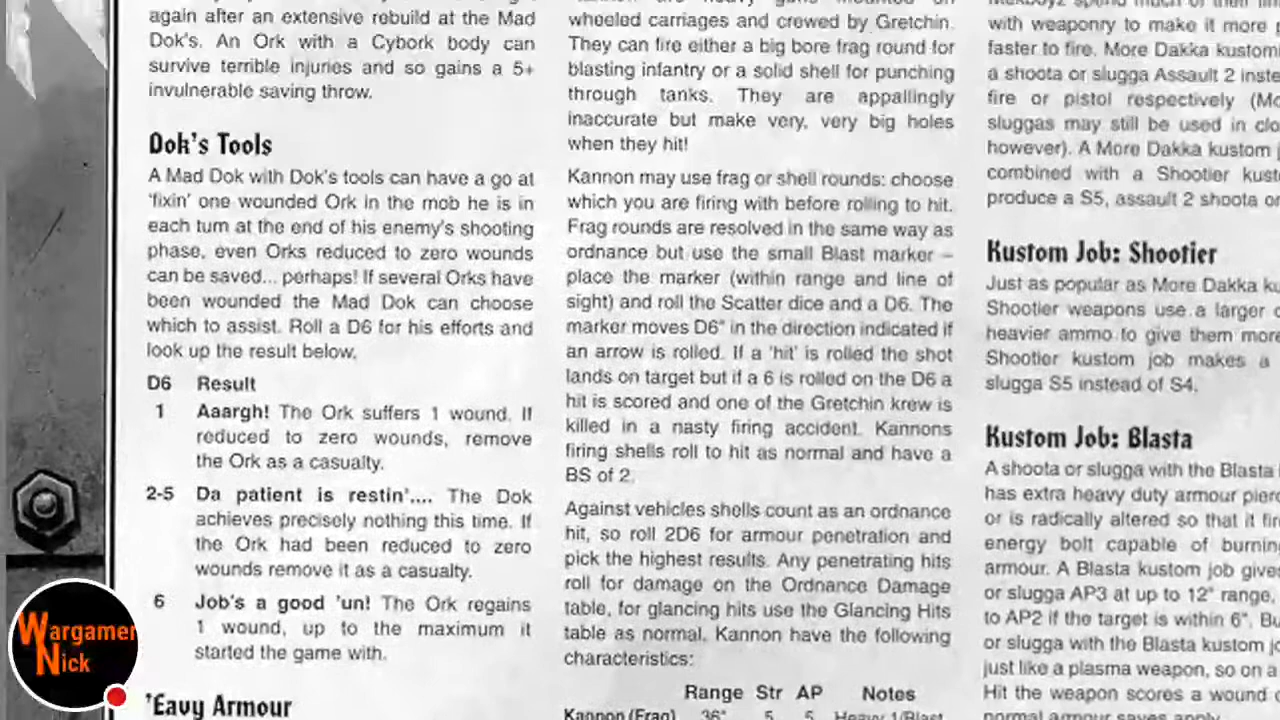 again after an extensive rebuild at the Mad
Dok's. An Ork with a Cybork body can
survive terrible injuries and so gains a 5+
invulnerable saving throw.
Dok's Tools
A Mad Dok with Dok's tools can have a go at
'fixin' one wounded Ork in the mob he is in
each turn at the end of his enemy's shooting
phase, even Orks reduced to zero wounds
can be saved... perhaps! If several Orks have
been wounded the Mad Dok can choose
which to assist. Roll a D6 for his efforts and
look up the result below.
D6 Result
1 Aaargh! The Ork suffers 1 wound. If
reduced to zero wounds, remove
the Ork as a casualty.
2-5 Da patient is restin'.... The Dok
achieves precisely nothing this time. If
the Ork had been reduced to zero
wounds remove it as a casualty.
6 Job's a good 'un! The Ork regains
1 wound, up to the maximum it
started the game with.
'Eavy Armour
wheeled carriages and crewed by Gretchin.
They can fire either a big bore frag round for
blasting infantry or a solid shell for punching
through tanks. They are appallingly
inaccurate but make very, very big holes
when they hit!
Kannon may use frag or shell rounds: choose
which you are firing with before rolling to hit.
Frag rounds are resolved in the same way as
ordnance but use the small Blast marker –
place the marker (within range and line of
sight) and roll the Scatter dice and a D6. The
marker moves D6" in the direction indicated if
an arrow is rolled. If a 'hit' is rolled the shot
lands on target but if a 6 is rolled on the D6 a
hit is scored and one of the Gretchin krew is
killed in a nasty firing accident. Kannons
firing shells roll to hit as normal and have a
BS of 2.
Against vehicles shells count as an ordnance
hit, so roll 2D6 for armour penetration and
pick the highest results. Any penetrating hits
roll for damage on the Ordnance Damage
table, for glancing hits use the Glancing Hits
table as normal. Kannon have the following
characteristics:
Range Str AP Notes
Kannon (Frag) 36" 5 5 Heavy 1/Blast
with weaponry to make it more
faster to fire. More Dakka kustom
a shoota or slugga Assault 2
fire or pistol respectively
sluggas may still be used in
however). A More Dakka kustom
combined with a Shootier
produce a S5, assault 2 shoota
Kustom Job: Shootier
Just as popular as More Dakka
Shootier weapons use a larger
heavier ammo to give them more
Shootier kustom job makes a
slugga S5 instead of S4.
Kustom Job: Blasta
A shoota or slugga with the Blasta
has extra heavy duty armour
or is radically altered so that it
energy bolt capable of
armour. A Blasta kustom job
or slugga AP3 at up to 12" range,
to AP2 if the target is within 6".
or slugga with the Blasta kustom
just like a plasma weapon, so on a
Hit the weapon scores a wound
normal armour saves apply
Wargamer
Nick